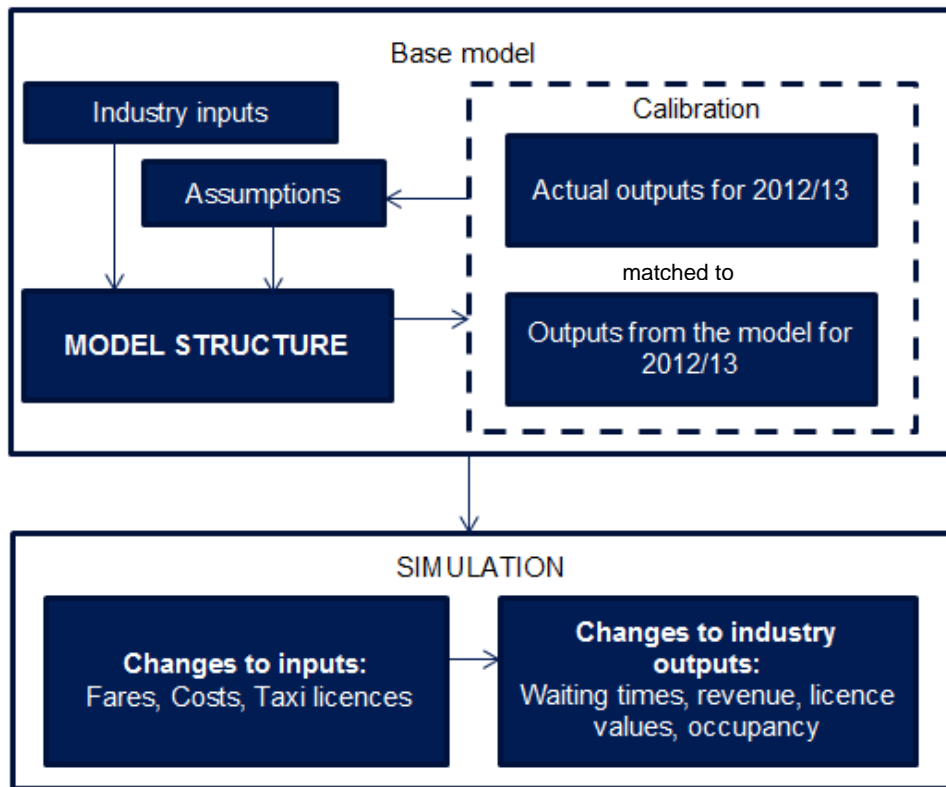 Base model
Industry inputs
Assumptions
MODEL STRUCTURE
Calibration
Actual outputs for 2012/13
matched to
Outputs from the model for
2012/13
SIMULATION
Changes to inputs:
Fares, Costs, Taxi licences
Changes to industry
outputs:
Waiting times, revenue, licence
values, occupancy